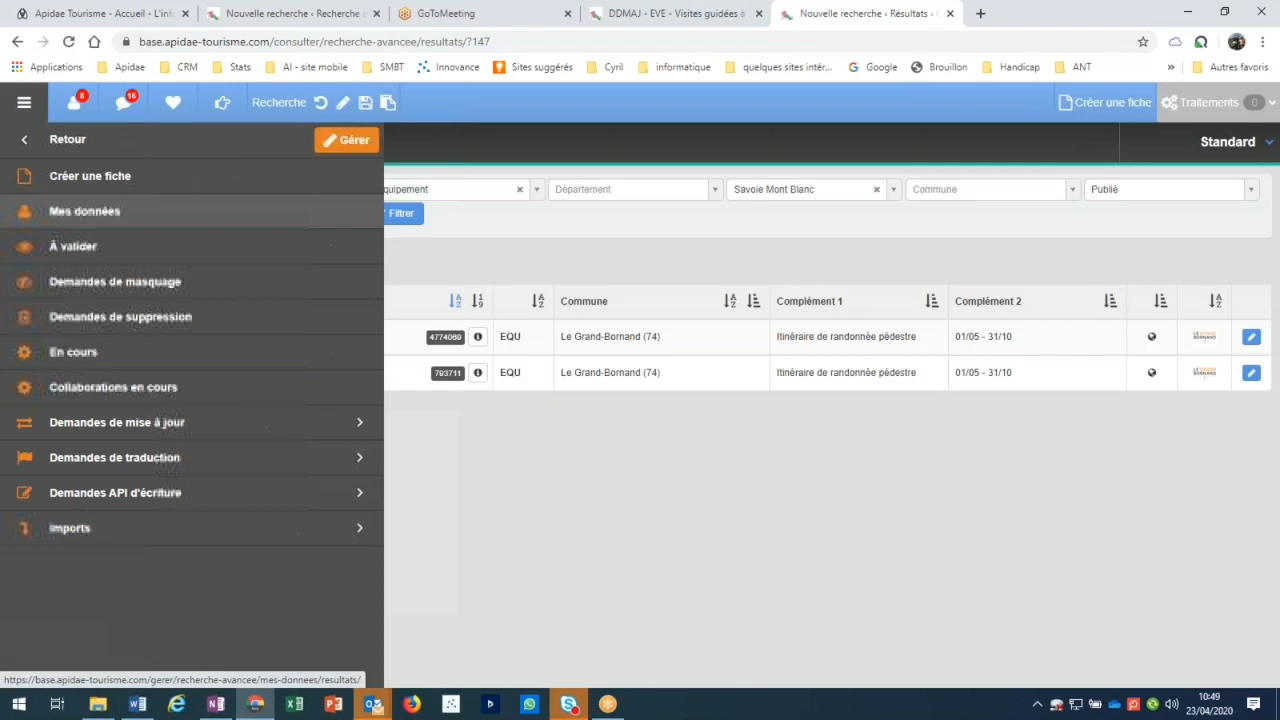 Apidae Tourisme - Accueil - L'info
Nouvelle recherche ‹ Recherche
GoToMeeting
DDMAJ - EVE - Visites guidées à
Nouvelle recherche ‹ Résultats ‹
base.apidae-tourisme.com/consulter/recherche-avancee/resultats/?147
Applications Apidae CRM Stats AI - site mobile SMBT Innovance Sites suggérés Cyril informatique quelques sites intér... Google Brouillon Handicap ANT » Autres favoris
8 16 Recherche Créer une fiche Traitements 0
Retour Gérer Standard
Créer une fiche
Mes données
À valider
Demandes de masquage
Demandes de suppression
En cours
Collaborations en cours
Demandes de mise à jour
Demandes de traduction
Demandes API d'écriture
Imports
quipement Département Savoie Mont Blanc Commune Publié
Filtrer
Commune Complément 1 Complément 2
4774069 EQU Le Grand-Bornand (74) Itinéraire de randonnée pédestre 01/05 - 31/10
793711 EQU Le Grand-Bornand (74) Itinéraire de randonnée pédestre 01/05 - 31/10
https://base.apidae-tourisme.com/gerer/recherche-avancee/mes-donnees/resultats/
10:49
23/04/2020